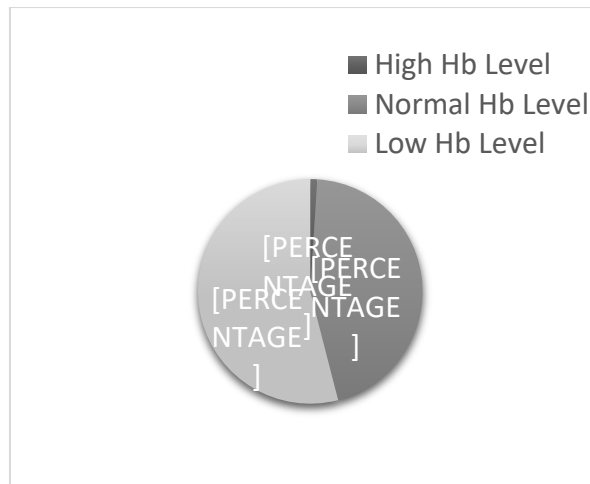 High Hb Level
Normal Hb Level
Low Hb Level
[PERCE
NTAGE
]
[PERCE
NTAGE
]
[PERCE
NTAGE
]